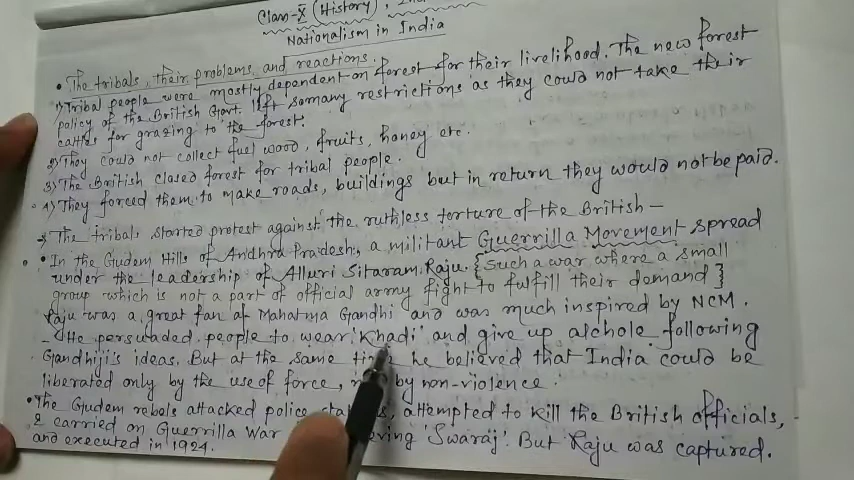 Class-X (History),
Nationalism in India
• The tribals, their problems and reactions.
1) Tribal people were mostly dependent on forest for their livelihood. The new forest
policy of the British Govt. left somany restrictions as they could not take their
cattles for grazing to the forest.
2) They could not collect fuel wood, fruits, honey etc.
3) The British closed forest for tribal people.
4) They forced them to make roads, buildings but in return they would not be paid.
→ The tribals started protest against the ruthless torture of the British —
• In the Gudem Hills of Andhra Pradesh, a militant Guerrilla Movement spread
under the leadership of Alluri Sitaram Raju. {Such a war where a small
group which is not a part of official army fight to fulfill their demand}
Raju was a great fan of Mahatma Gandhi and was much inspired by NCM.
- He persuaded people to wear 'Khadi' and give up alchole following
Gandhiji's ideas. But at the same he believed that India could be
liberated only by the use of force, by non-violence.
• The Gudem rebels attacked police, attempted to kill the British officials,
& carried on Guerrilla War 'Swaraj'. But Raju was captured.
and executed in 1924.